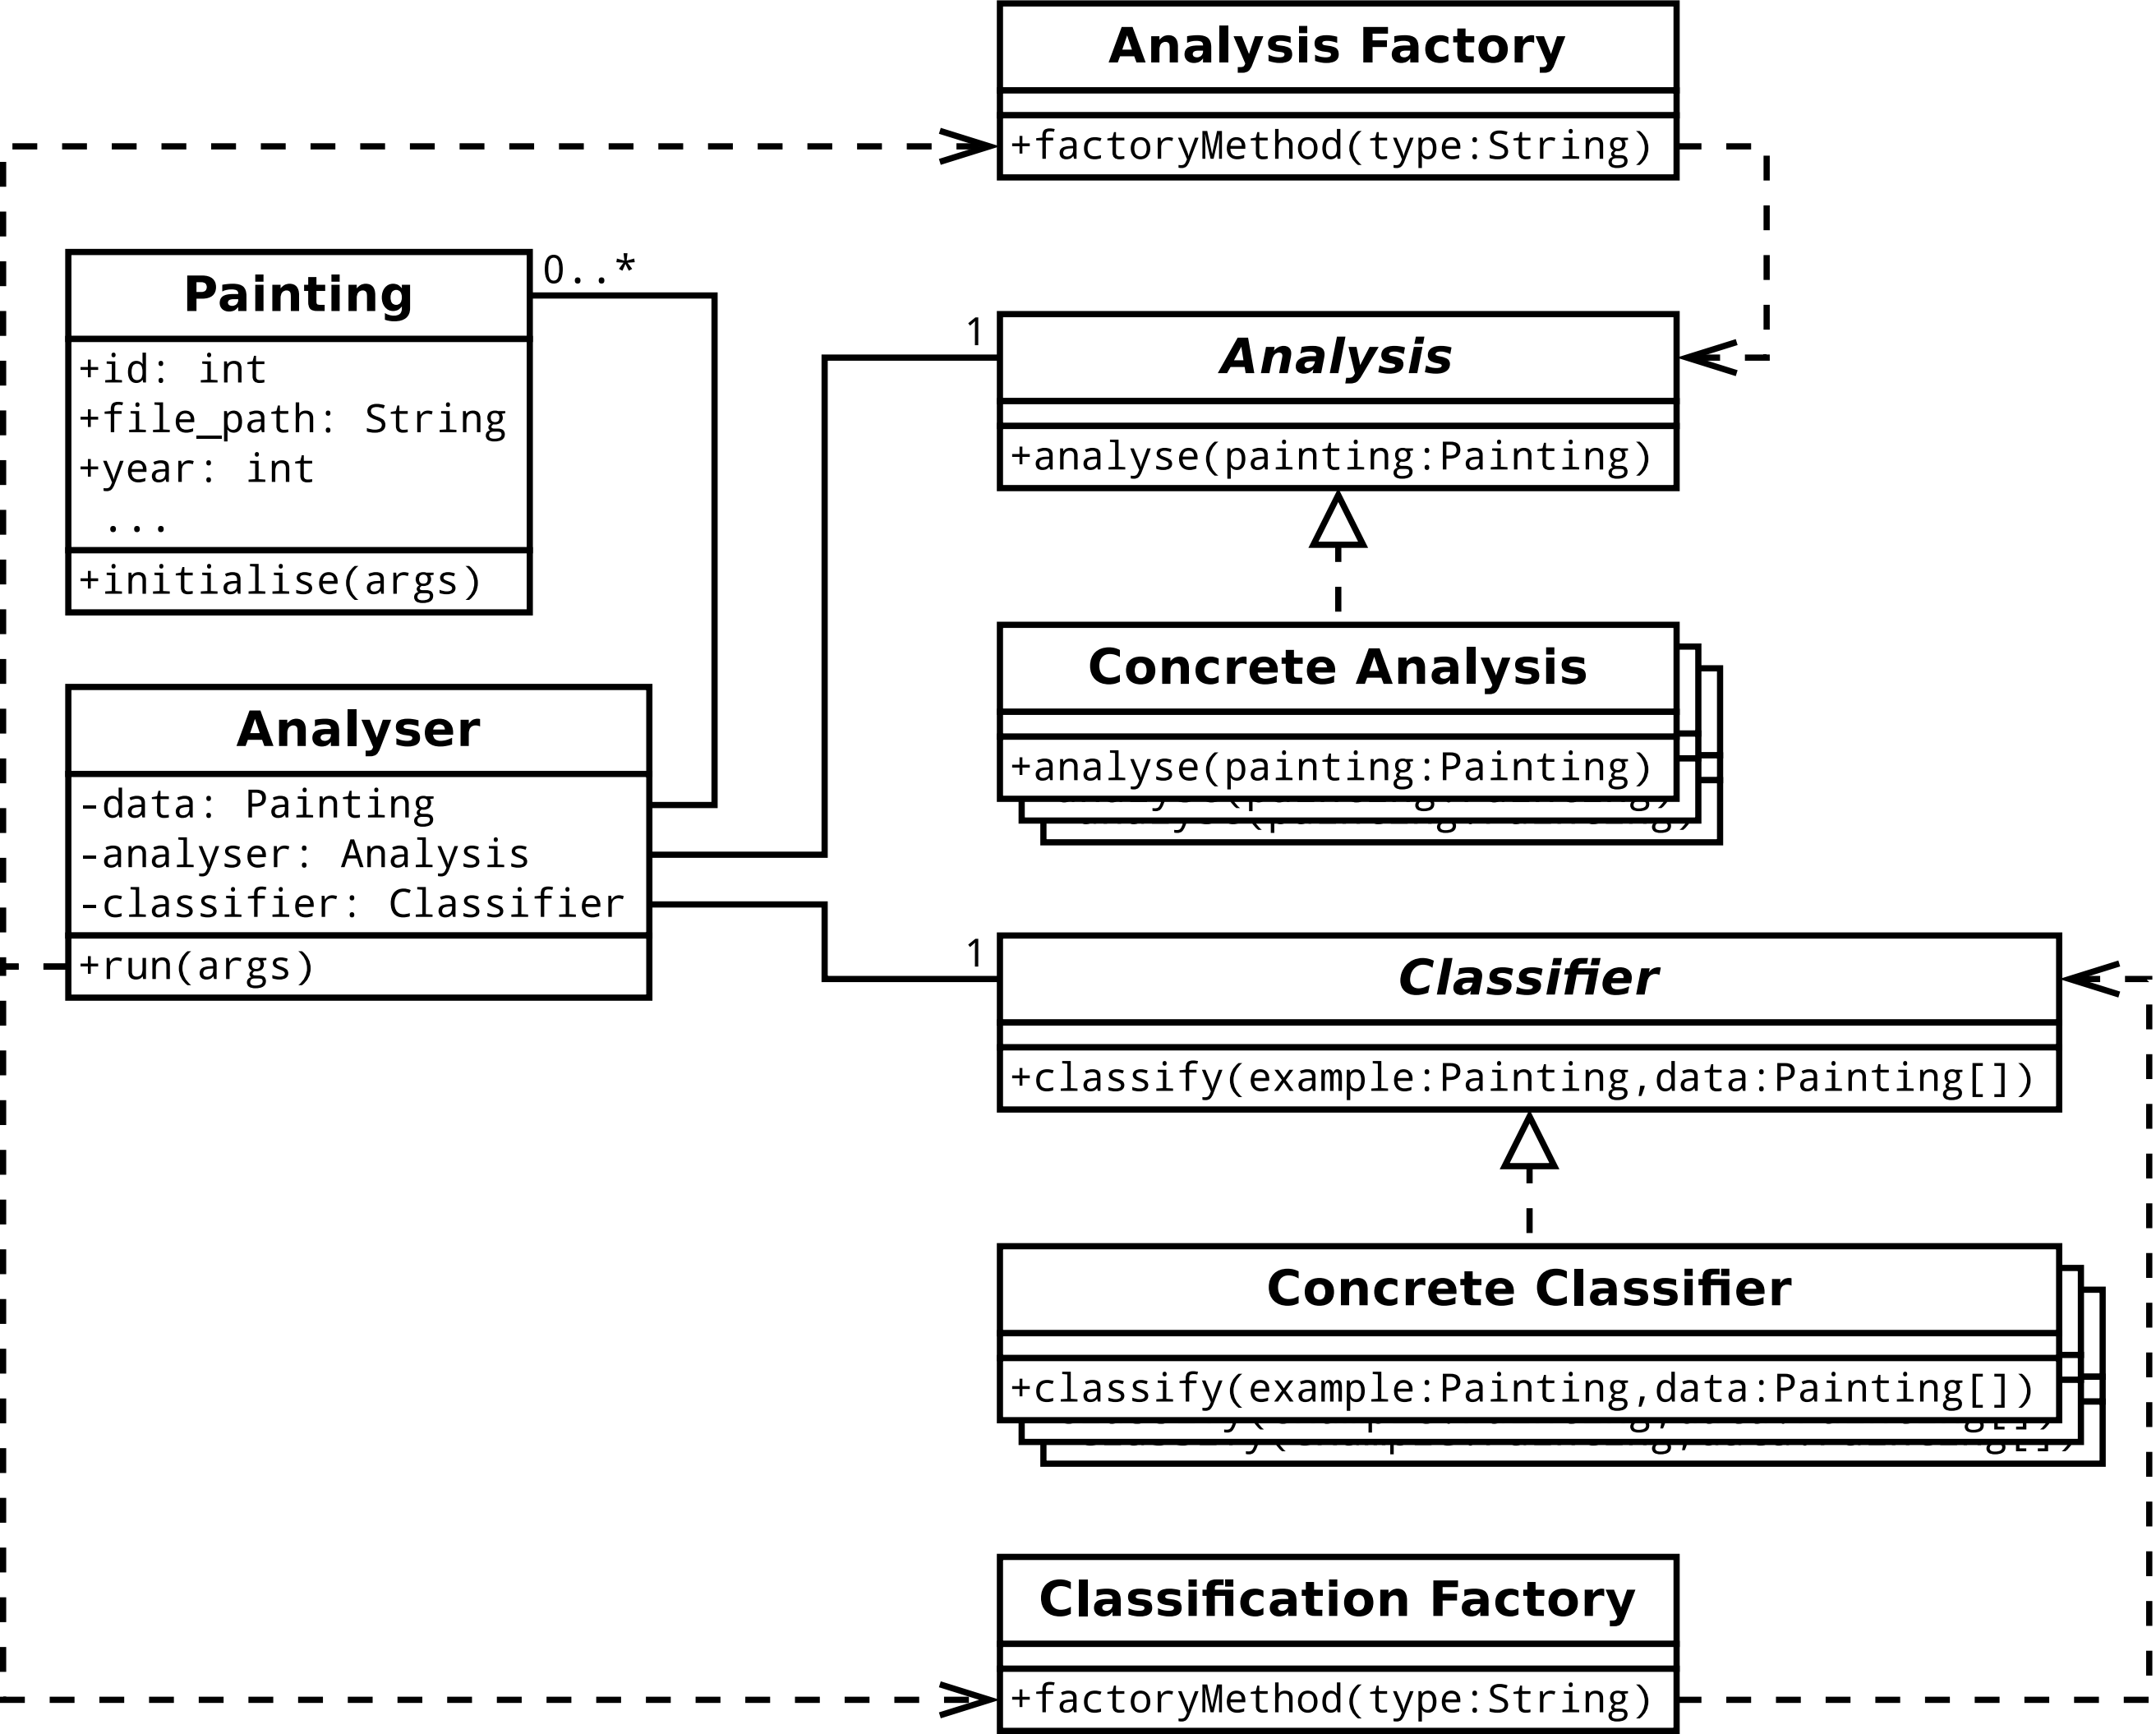 Analysis Factory
+factoryMethod(type:String)
Painting
+id: int
+file_path: String
+year: int
...
+initialise(args)
0..*
1
Analysis
+analyse(painting:Painting)
Concrete Analysis
+analyse(painting:Painting)
Analyser
-data: Painting
-analyser: Analysis
-classifier: Classifier
+run(args)
1
Classifier
+classify(example:Painting,data:Painting[])
Concrete Classifier
+classify(example:Painting,data:Painting[])
Classification Factory
+factoryMethod(type:String)